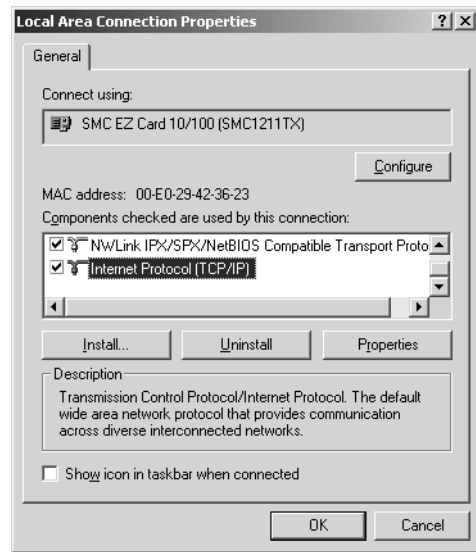 Local Area Connection Properties
General
Connect using:
SMC EZ Card 10/100 (SMC1211TX)
Configure
MAC address: 00-E0-29-42-36-23
Components checked are used by this connection:
NWLink IPX/SPX/NetBIOS Compatible Transport Proto
Internet Protocol (TCP/IP)
Install...
Uninstall
Properties
Description
Transmission Control Protocol/Internet Protocol. The default
wide area network protocol that provides communication
across diverse interconnected networks.
Show icon in taskbar when connected
OK
Cancel